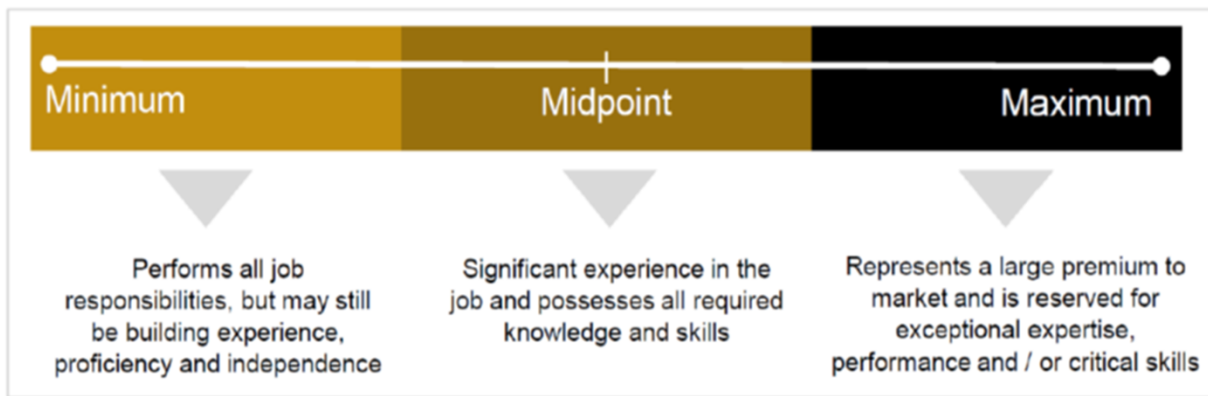 Minimum
Midpoint
Maximum
Performs all job
responsibilities, but may still
be building experience,
proficiency and independence
Significant experience in the
job and possesses all required
knowledge and skills
Represents a large premium to
market and is reserved for
exceptional expertise,
performance and / or critical skills